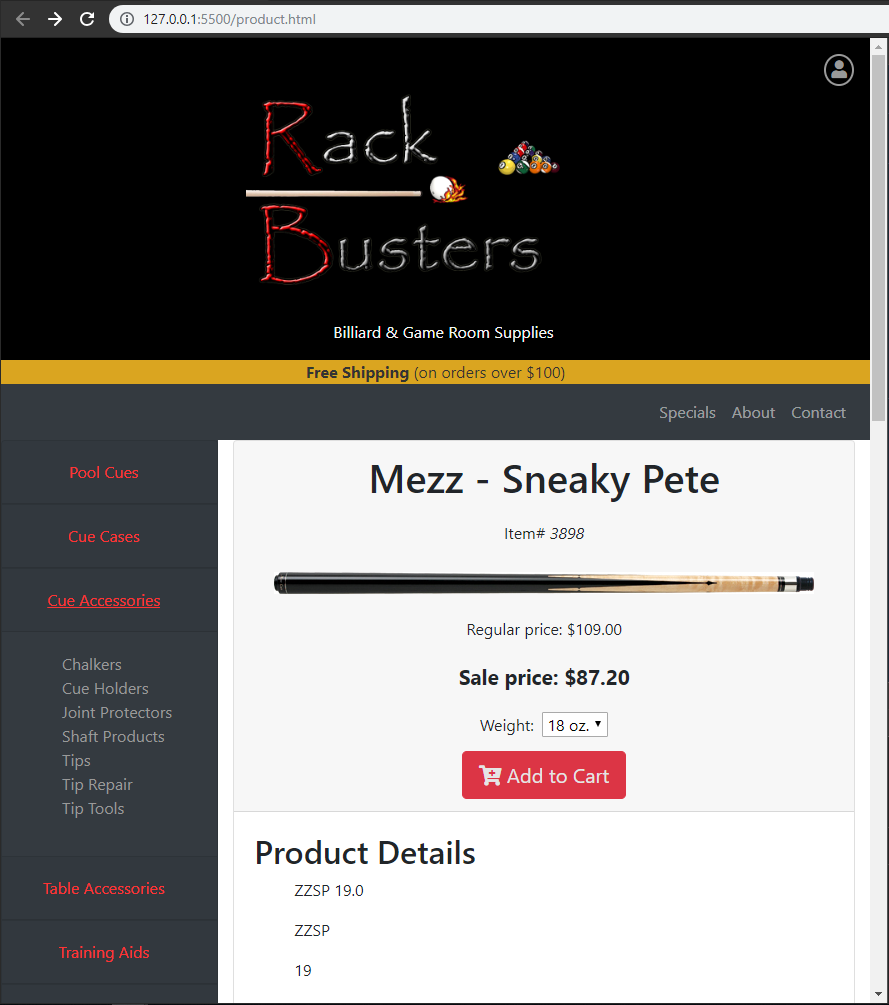 127.0.0.1:5500/product.html
Rack
Busters
Billiard & Game Room Supplies
Free Shipping (on orders over $100)
Specials About Contact
Pool Cues
Cue Cases
Cue Accessories
Chalkers
Cue Holders
Joint Protectors
Shaft Products
Tips
Tip Repair
Tip Tools
Table Accessories
Training Aids
Mezz - Sneaky Pete
Item# 3898
Regular price: $109.00
Sale price: $87.20
Weight: 18 oz.
Add to Cart
Product Details
ZZSP 19.0
ZZSP
19